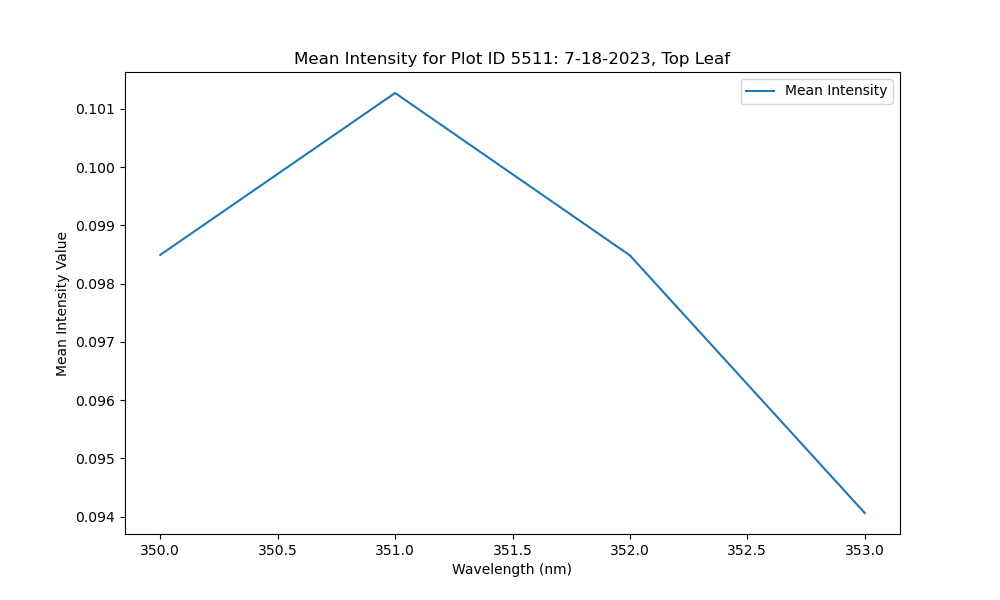 Mean Intensity for Plot ID 5511: 7-18-2023, Top Leaf
Mean Intensity
0.101
0.100
0.099
0.098
0.097
0.096
0.095
0.094
Mean Intensity Value
350.0 350.5 351.0 351.5 352.0 352.5 353.0
Wavelength (nm)